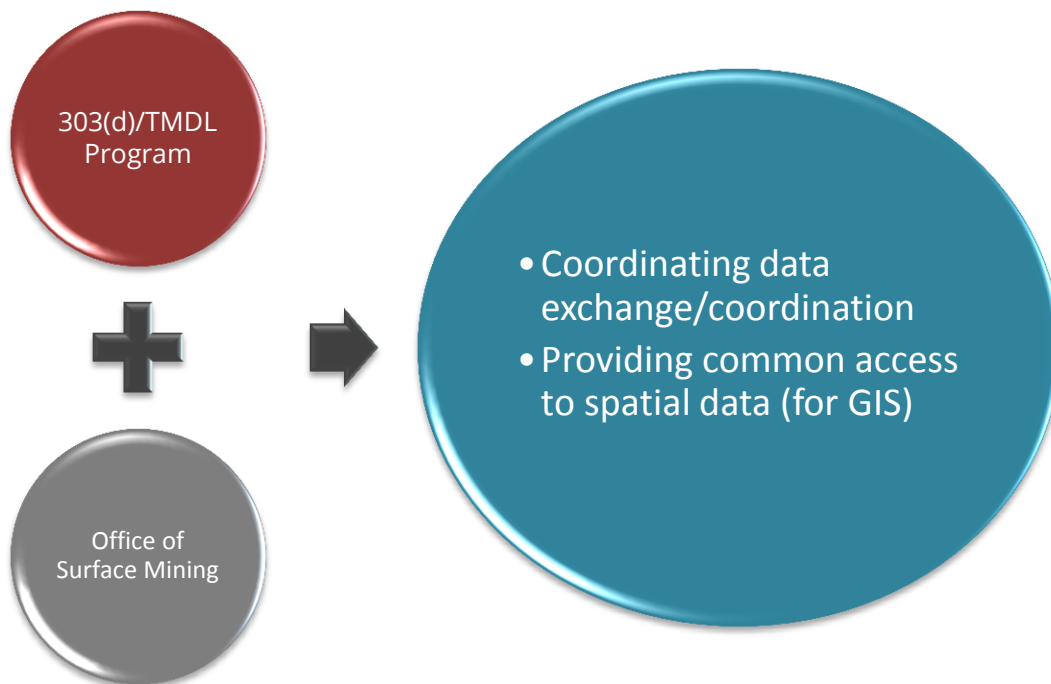 303(d)/TMDL
Program
Office of
Surface Mining
• Coordinating data
exchange/coordination
• Providing common access
to spatial data (for GIS)